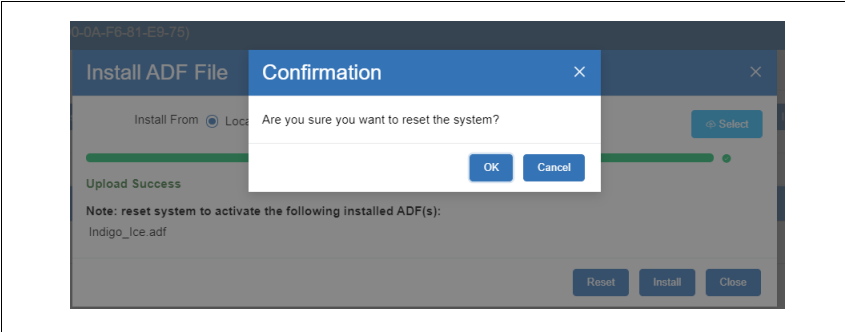 0-0A-F6-81-E9-75)
Install ADF File
Confirmation
Install From Loca
Are you sure you want to reset the system?
Select
OK Cancel
Upload Success
Note: reset system to activate the following installed ADF(s):
Indigo_Ice.adf
Reset Install Close